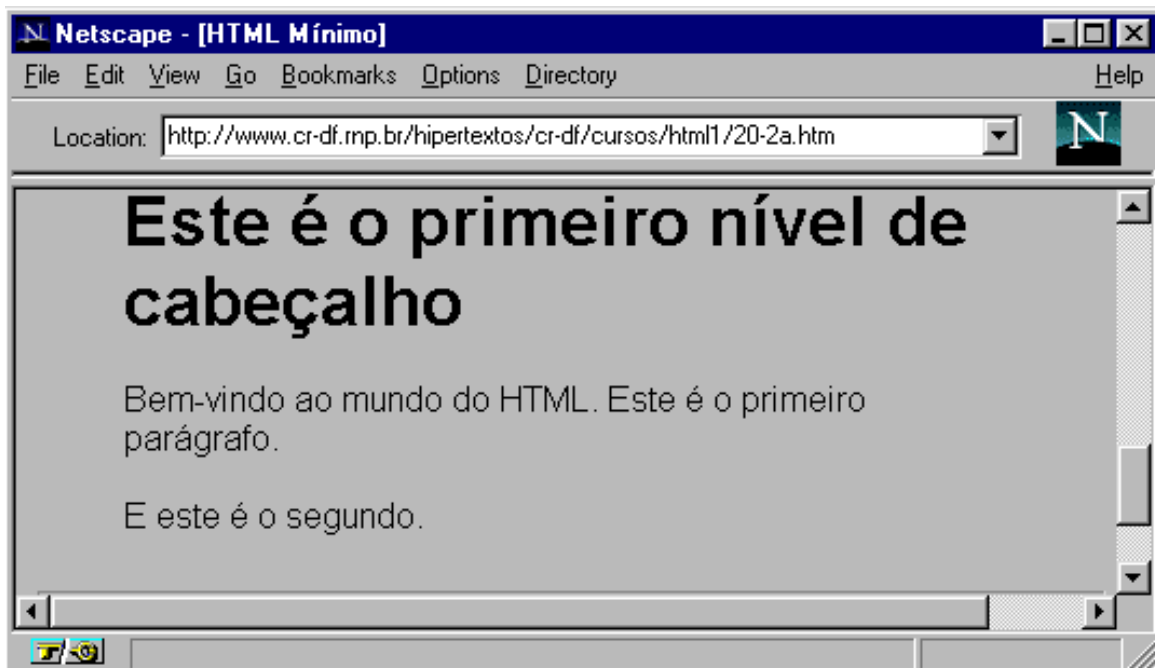 N Netscape - [HTML Mínimo]
File Edit View Go Bookmarks Options Directory Help
Location: http://www.cr-df.rnp.br/hipertextos/cr-df/cursos/html1/20-2a.htm
N
Este é o primeiro nível de
cabeçalho
Bem-vindo ao mundo do HTML. Este é o primeiro
parágrafo.
E este é o segundo.